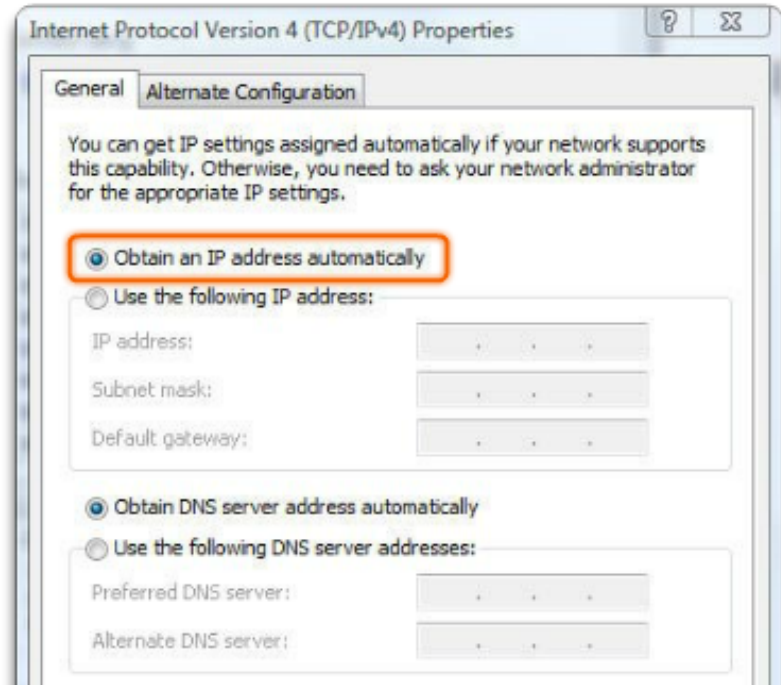 Internet Protocol Version 4 (TCP/IPv4) Properties
General
Alternate Configuration
You can get IP settings assigned automatically if your network supports
this capability. Otherwise, you need to ask your network administrator
for the appropriate IP settings.
Obtain an IP address automatically
Use the following IP address:
IP address:
Subnet mask:
Default gateway:
Obtain DNS server address automatically
Use the following DNS server addresses:
Preferred DNS server:
Alternate DNS server: